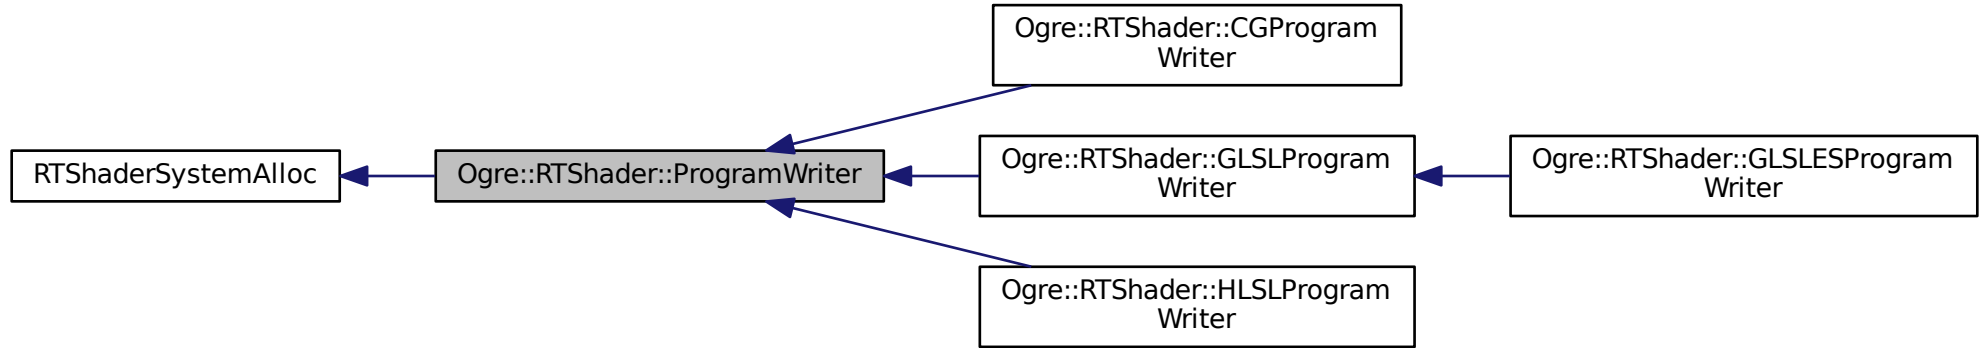 RTShaderSystemAlloc
Ogre::RTShader::ProgramWriter
Ogre::RTShader::CGProgram
Writer
Ogre::RTShader::GLSLProgram
Writer
Ogre::RTShader::HLSLProgram
Writer
Ogre::RTShader::GLSLESProgram
Writer